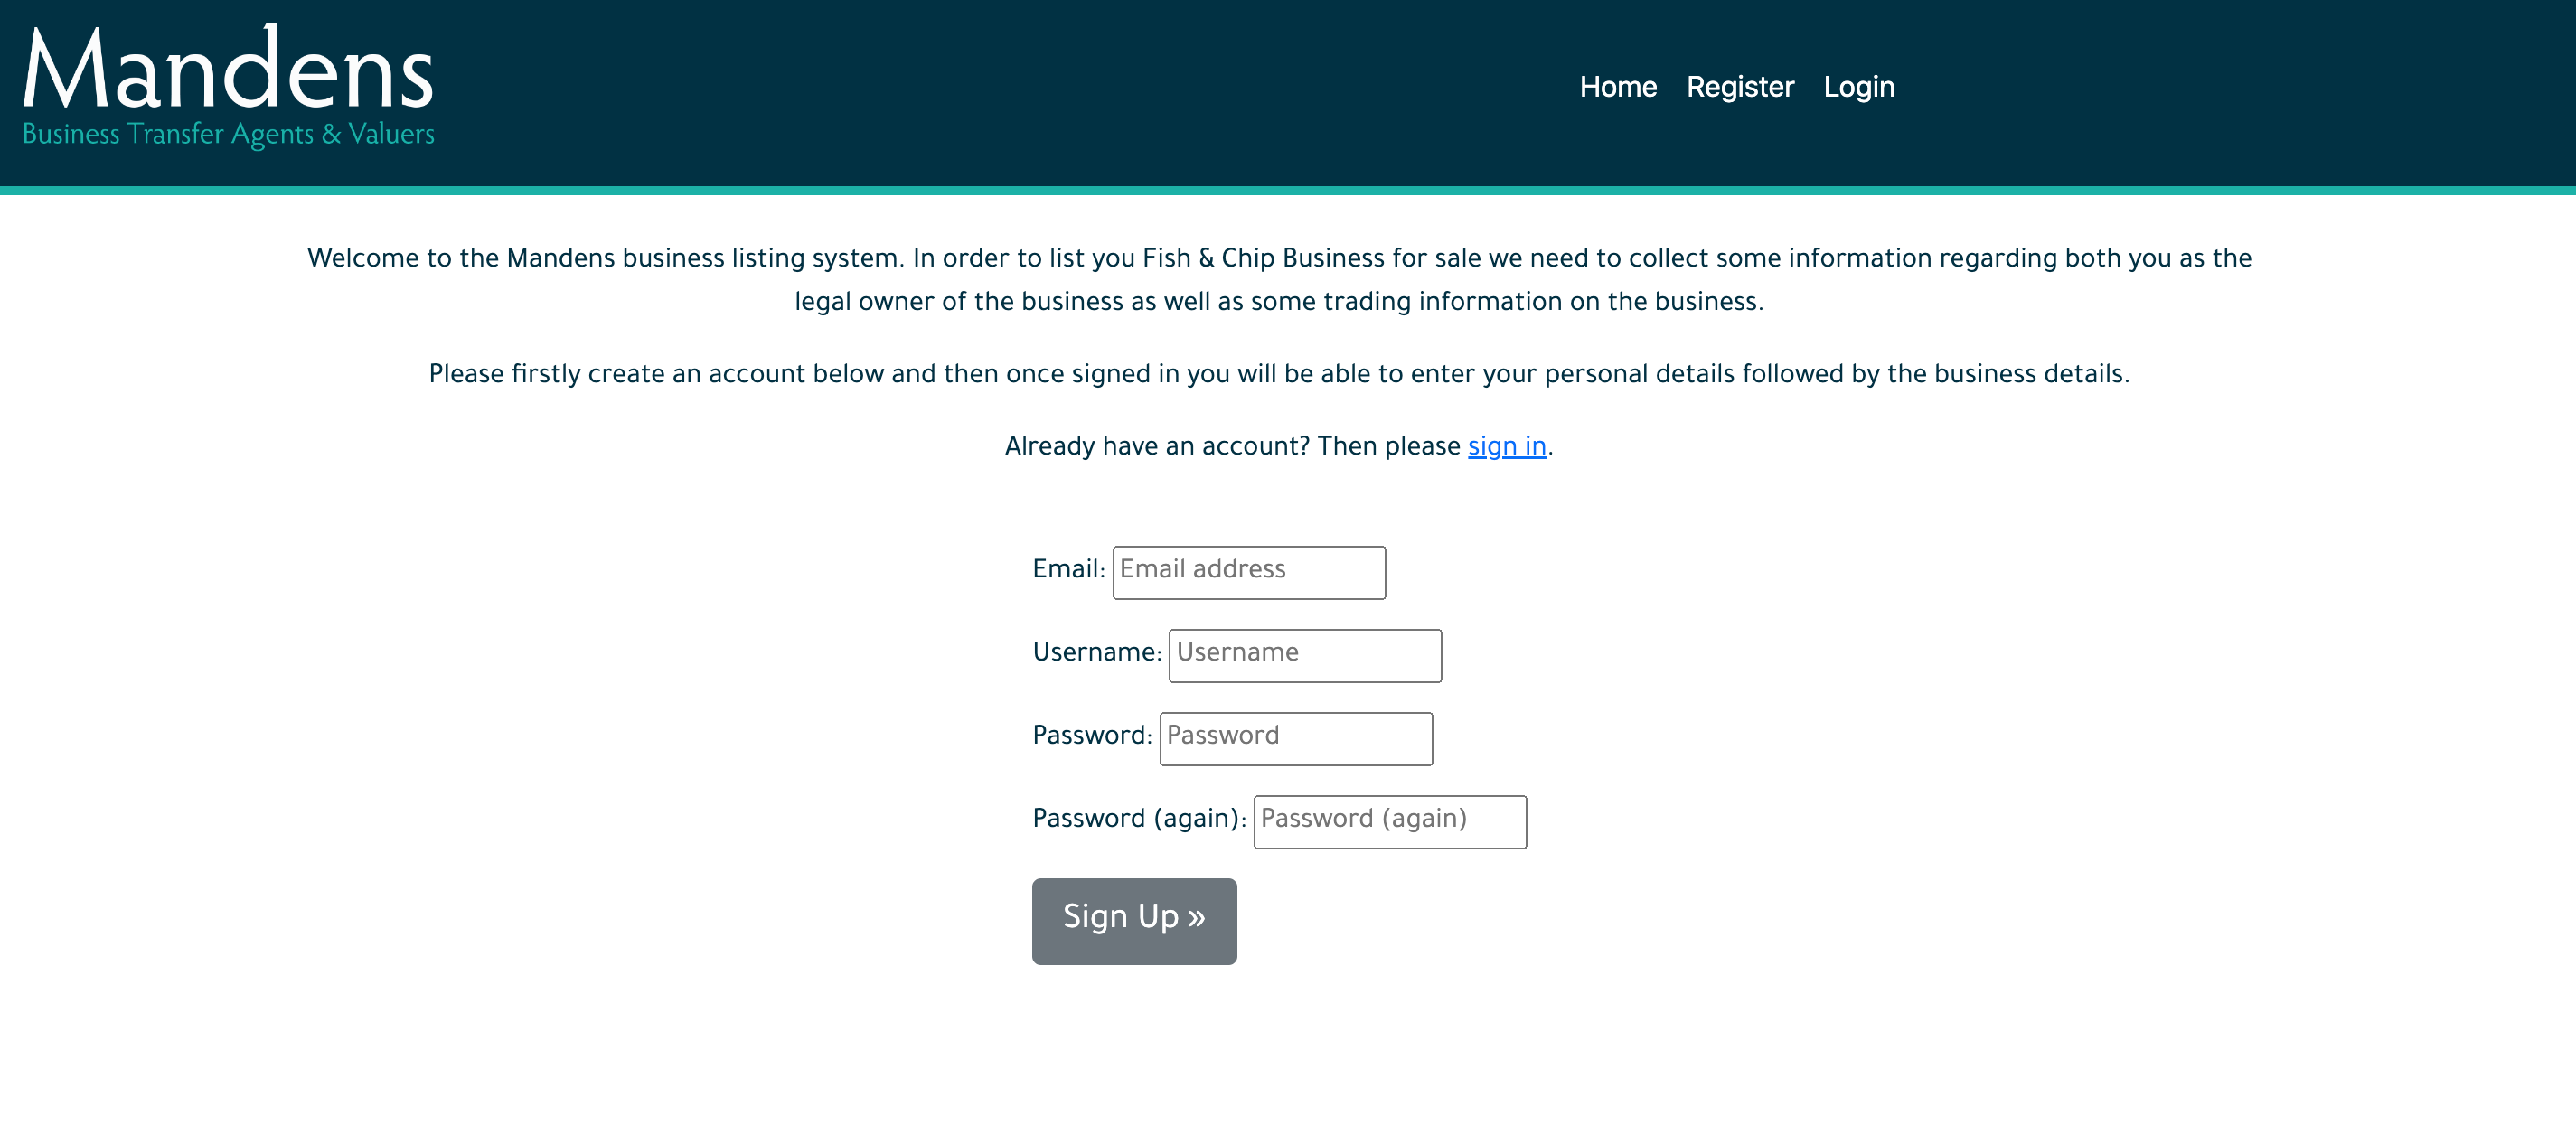 Mandens
Business Transfer Agents & Valuers
Home Register Login
Welcome to the Mandens business listing system. In order to list you Fish & Chip Business for sale we need to collect some information regarding both you as the
legal owner of the business as well as some trading information on the business.
Please firstly create an account below and then once signed in you will be able to enter your personal details followed by the business details.
Already have an account? Then please sign in.
Email: Email address
Username: Username
Password: Password
Password (again): Password (again)
Sign Up »